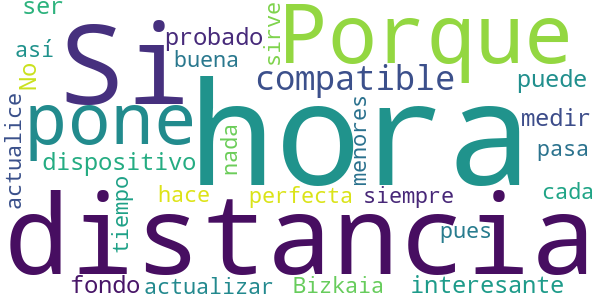 ser
Si
probado
sirve
Porque
así
buena
No
compatible
puede
actualice
pone
hora
menores
medir
nada
pasa
dispositivo
tiempo
hace
perfecta
siempre
cada
distancia
pues
fondo
actualizar
Bizkaia
interesante